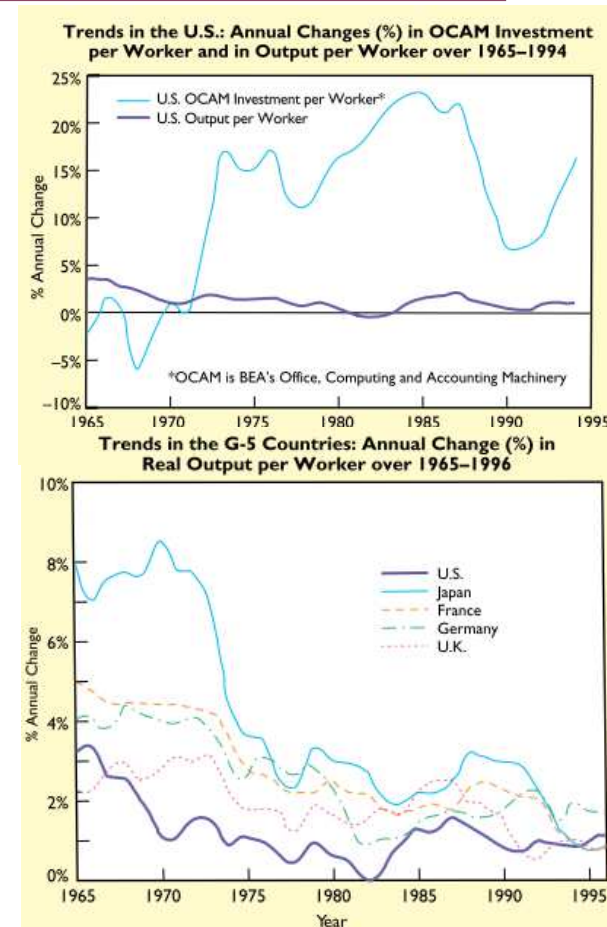 Trends in the U.S.: Annual Changes (%) in OCAM Investment
per Worker and in Output per Worker over 1965–1994
25%
20%
15%
10%
5%
0%
–5%
–10%
% Annual Change
U.S. OCAM Investment per Worker*
U.S. Output per Worker
*OCAM is BEA's Office, Computing and Accounting Machinery
1965 1970 1975 1980 1985 1990 1995
Trends in the G-5 Countries: Annual Change (%) in
Real Output per Worker over 1965–1996
10%
8%
6%
4%
2%
0%
% Annual Change
U.S.
Japan
France
Germany
U.K.
1965 1970 1975 1980 1985 1990 1995
Year